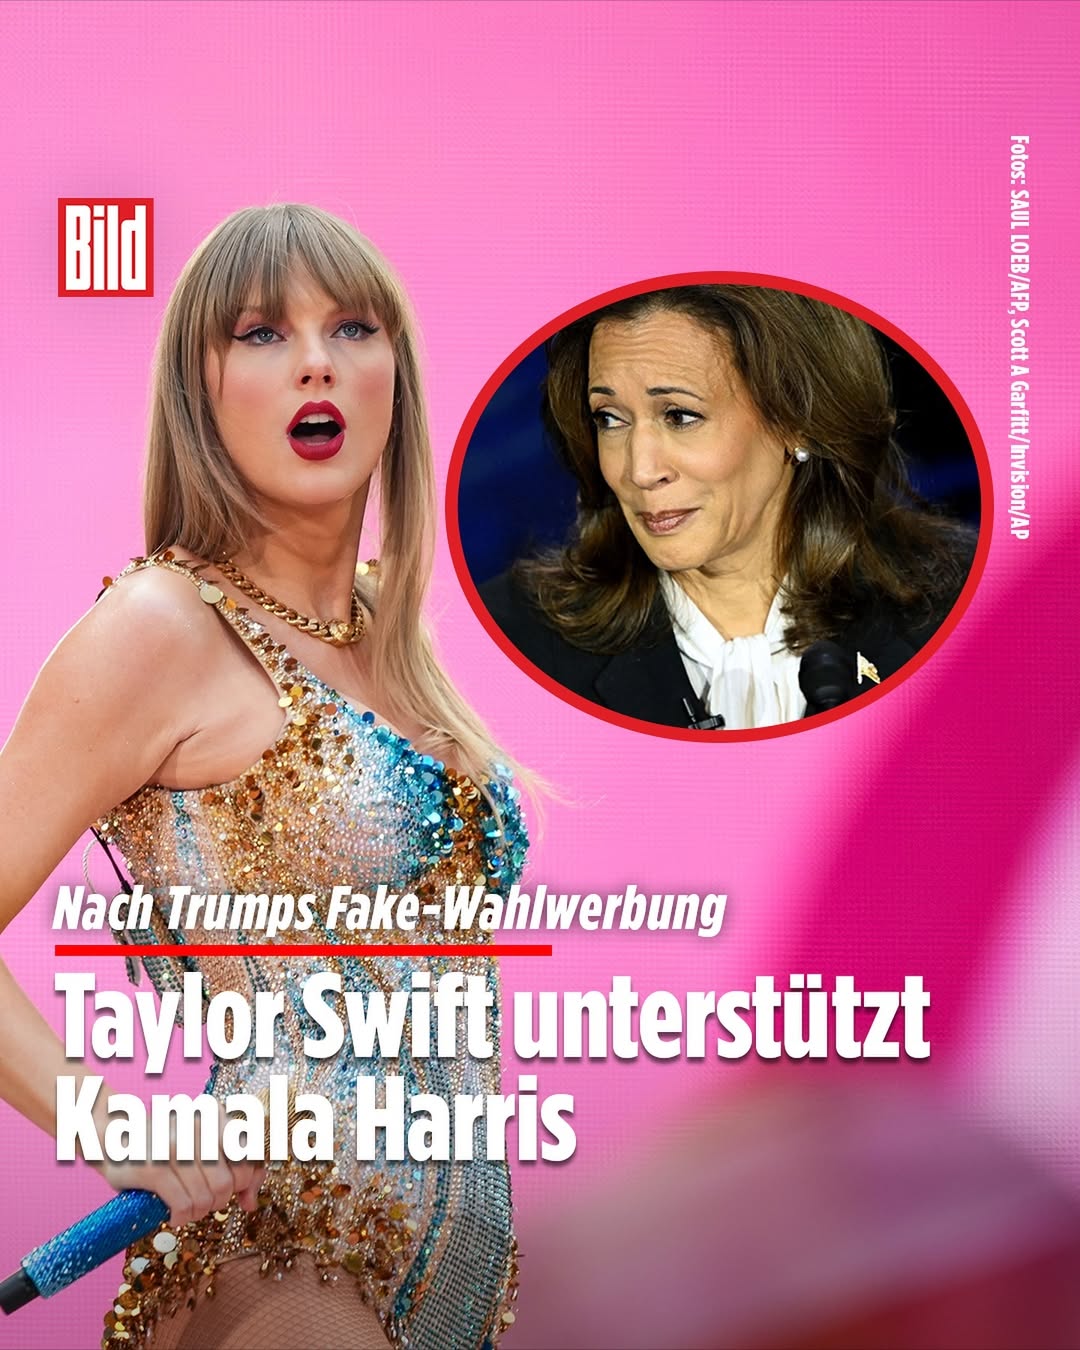 Bild
Fotos: SAUL LOEB/AFP, Scott A Garfitt/Invision/AP
Nach Trumps Fake-Wahlwerbung
Taylor Swift unterstützt
Kamala Harris